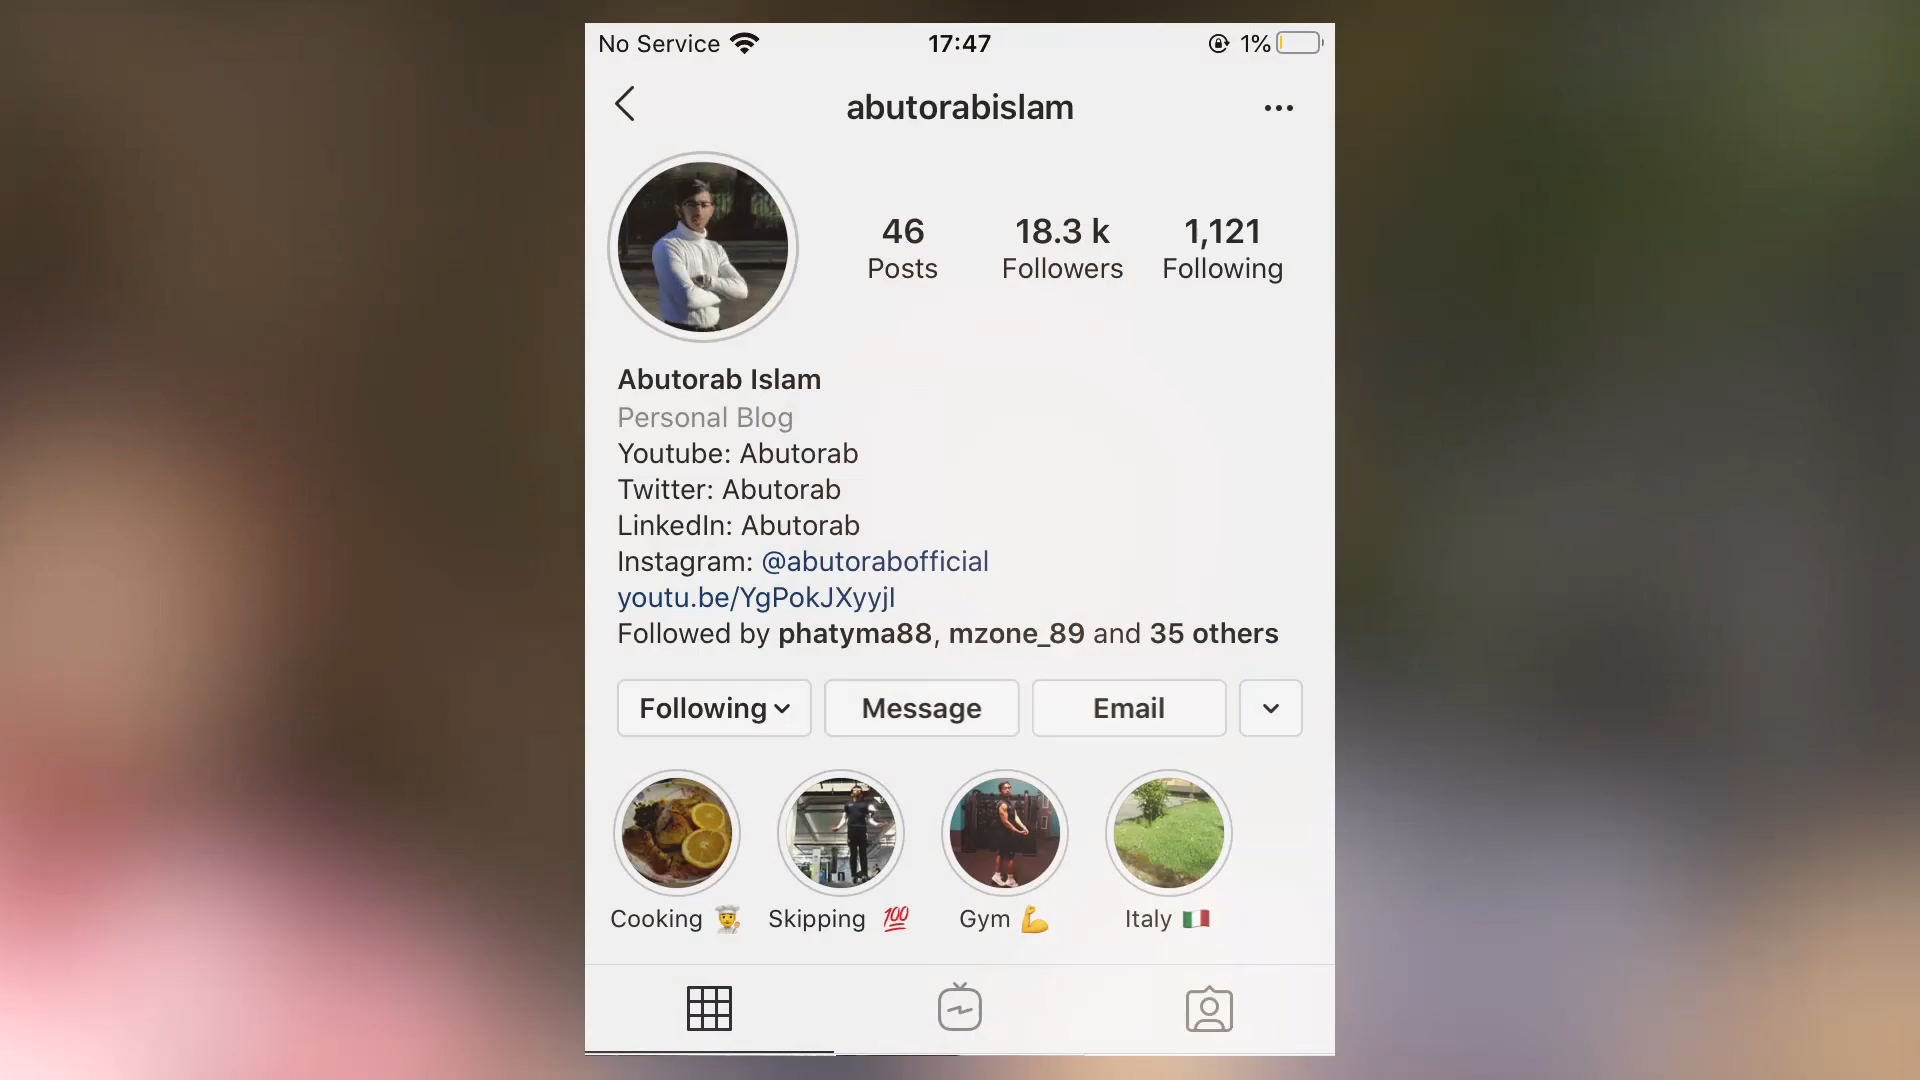 No Service 17:47 1%
abutorabislam
46 18.3 k 1,121
Posts Followers Following
Abutorab Islam
Personal Blog
Youtube: Abutorab
Twitter: Abutorab
LinkedIn: Abutorab
Instagram: @abutorabofficial
youtu.be/YgPokJXyyjI
Followed by phatyma88, mzone_89 and 35 others
Following Message Email
Cooking 👨‍🍳 Skipping 💯 Gym 💪 Italy 🇮🇹